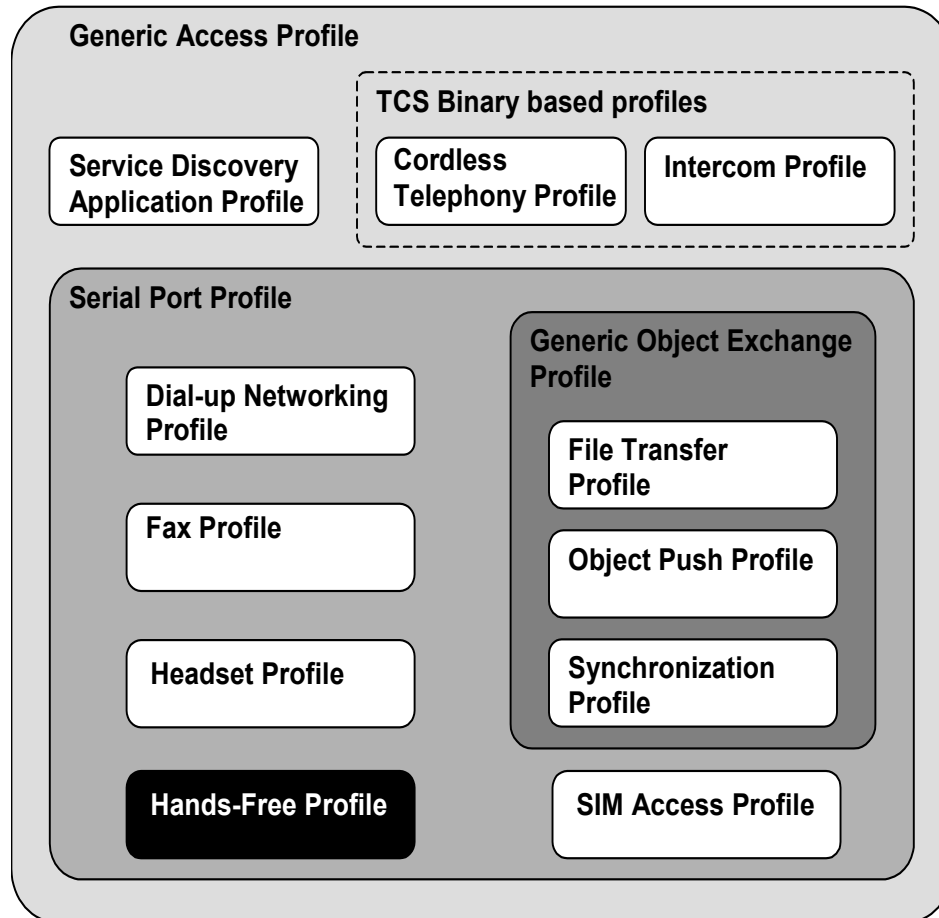 Generic Access Profile
TCS Binary based profiles
Service Discovery
Application Profile
Cordless
Telephony Profile
Intercom Profile
Serial Port Profile
Generic Object Exchange
Profile
Dial-up Networking
Profile
File Transfer
Profile
Fax Profile
Object Push Profile
Headset Profile
Synchronization
Profile
Hands-Free Profile
SIM Access Profile